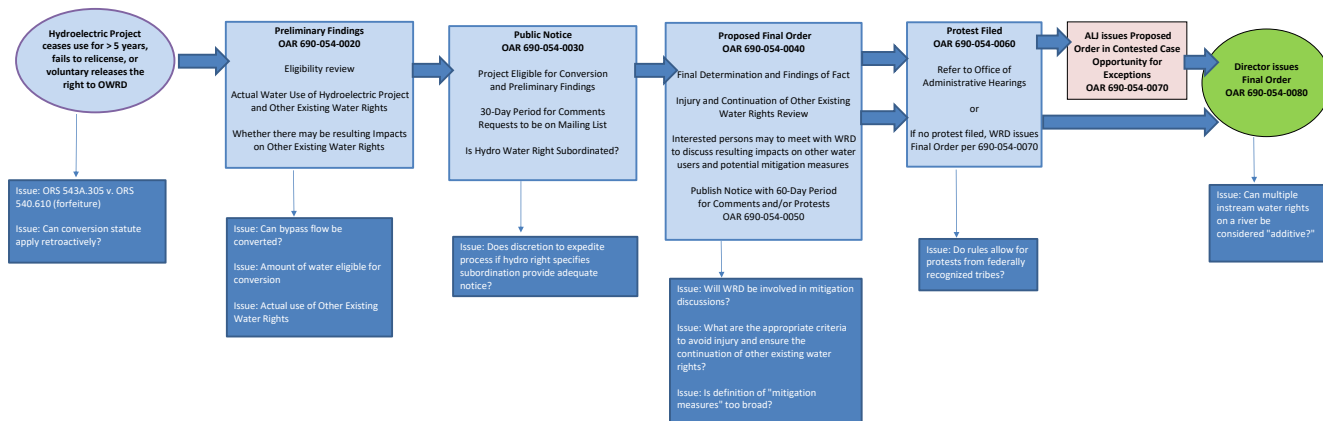 Hydroelectric Project
ceases use for > 5 years,
fails to relicense, or
voluntary releases the
right to OWRD
Preliminary Findings
OAR 690-054-0020
Eligibility review
Actual Water Use of Hydroelectric Project
and Other Existing Water Rights
Whether there may be resulting Impacts
on Other Existing Water Rights
Public Notice
OAR 690-054-0030
Project Eligible for Conversion
and Preliminary Findings
30-Day Period for Comments
Requests to be on Mailing List
Is Hydro Water Right Subordinated?
Proposed Final Order
OAR 690-054-0040
Final Determination and Findings of Fact
Injury and Continuation of Other Existing
Water Rights Review
Interested persons may to meet with WRD
to discuss resulting impacts on other water
users and potential mitigation measures
Publish Notice with 60-Day Period
for Comments and/or Protests
OAR 690-054-0050
Protest Filed
OAR 690-054-0060
Refer to Office of
Administrative Hearings
or
If no protest filed, WRD issues
Final Order per 690-054-0070
ALJ issues Proposed
Order in Contested Case
Opportunity for
Exceptions
OAR 690-054-0070
Director issues
Final Order
OAR 690-054-0080
Issue: ORS 543A.305 v. ORS
540.610 (forfeiture)
Issue: Can conversion statute
apply retroactively?
Issue: Can bypass flow be
converted?
Issue: Amount of water eligible for
conversion
Issue: Actual use of Other Existing
Water Rights
Issue: Does discretion to expedite
process if hydro right specifies
subordination provide adequate
notice?
Issue: Will WRD be involved in mitigation
discussions?
Issue: What are the appropriate criteria
to avoid injury and ensure the
continuation of other existing water
rights?
Issue: Is definition of "mitigation
measures" too broad?
Issue: Do rules allow for
protests from federally
recognized tribes?
Issue: Can multiple
instream water rights
on a river be
considered "additive?"